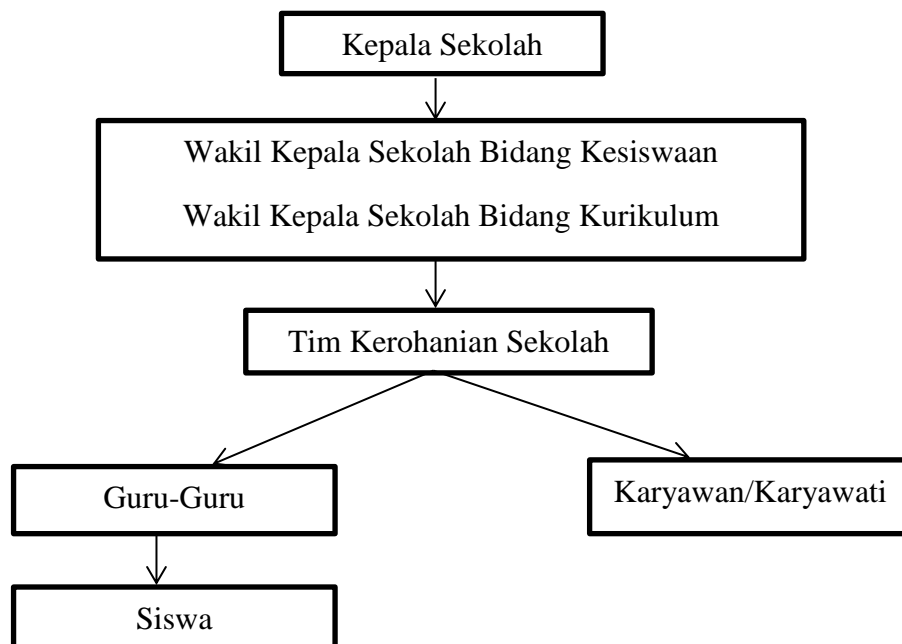 Kepala Sekolah
Wakil Kepala Sekolah Bidang Kesiswaan
Wakil Kepala Sekolah Bidang Kurikulum
Tim Kerohanian Sekolah
Guru-Guru
Karyawan/Karyawati
Siswa